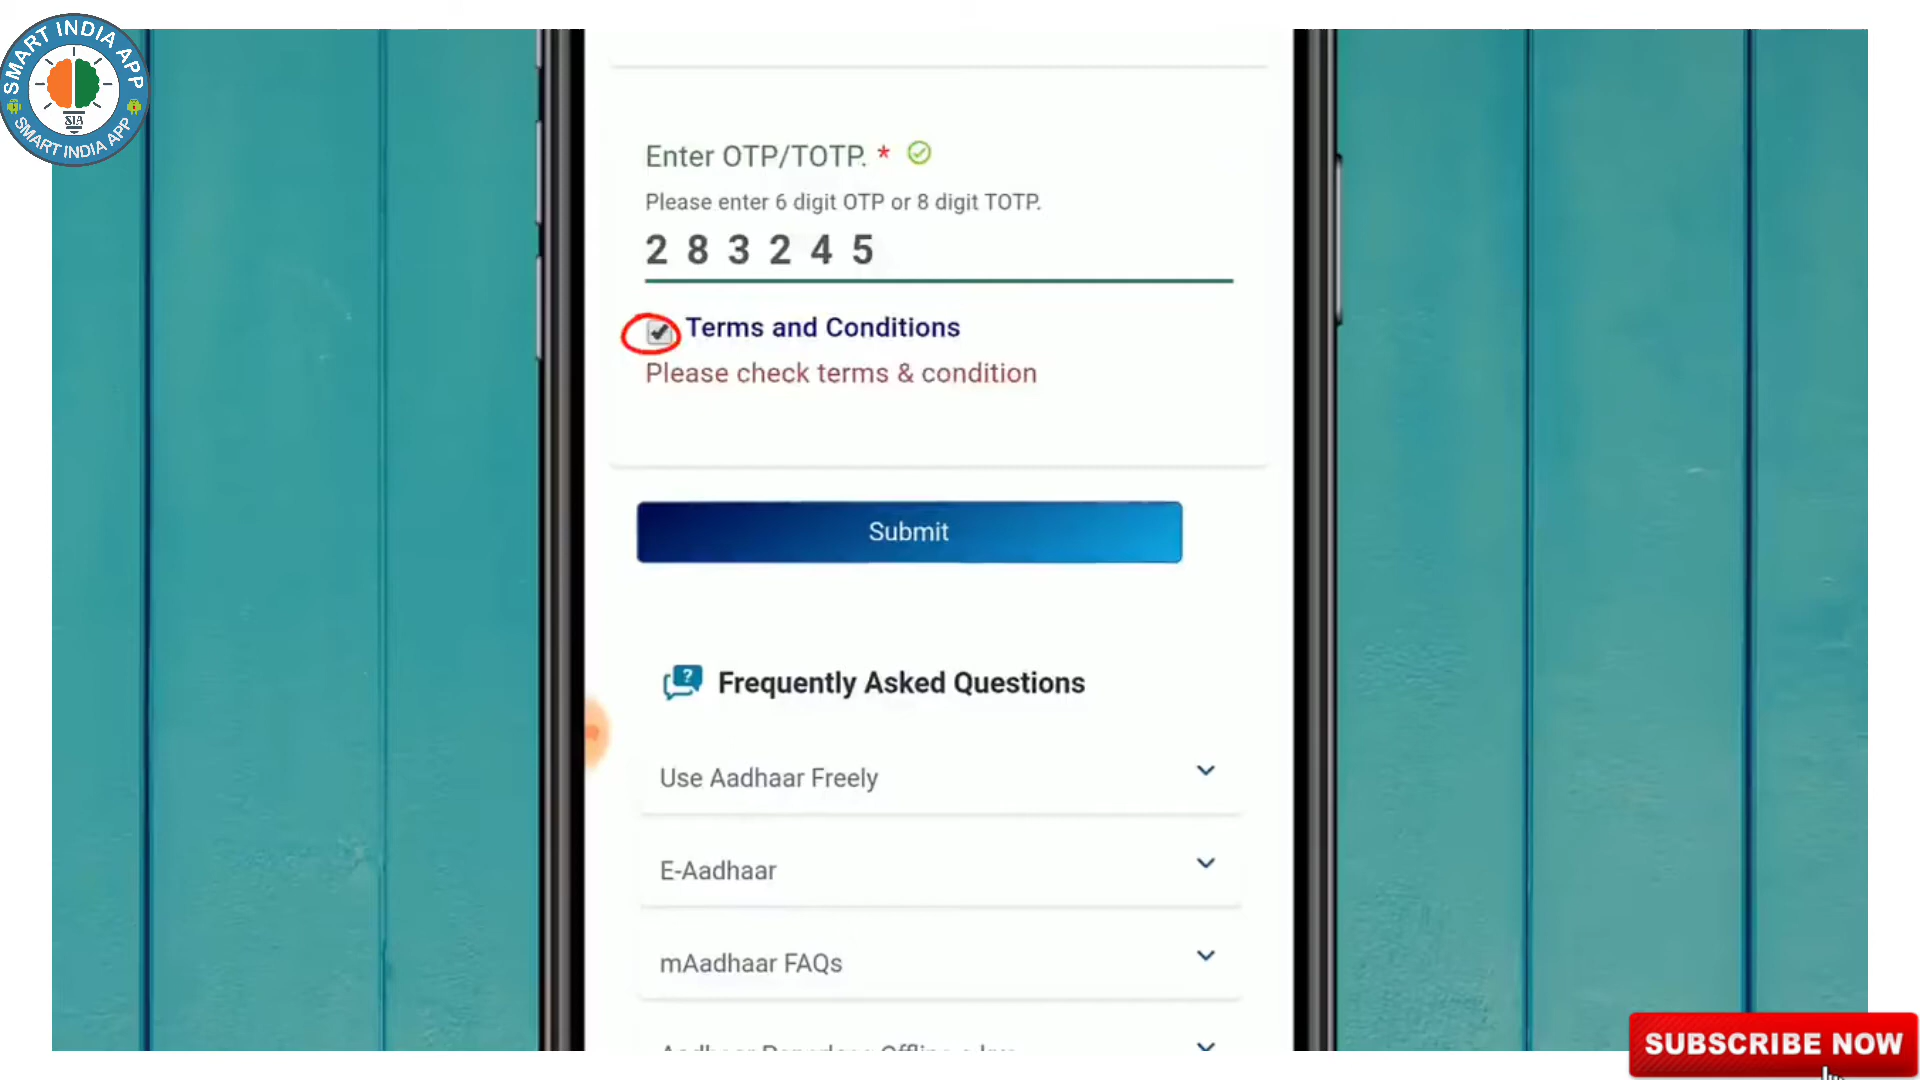 SMART INDIA APP
SIA
SMART INDIA APP
Enter OTP/TOTP. *
Please enter 6 digit OTP or 8 digit TOTP.
2 8 3 2 4 5
Terms and Conditions
Please check terms & condition
Submit
Frequently Asked Questions
Use Aadhaar Freely
E-Aadhaar
mAadhaar FAQs
SUBSCRIBE NOW